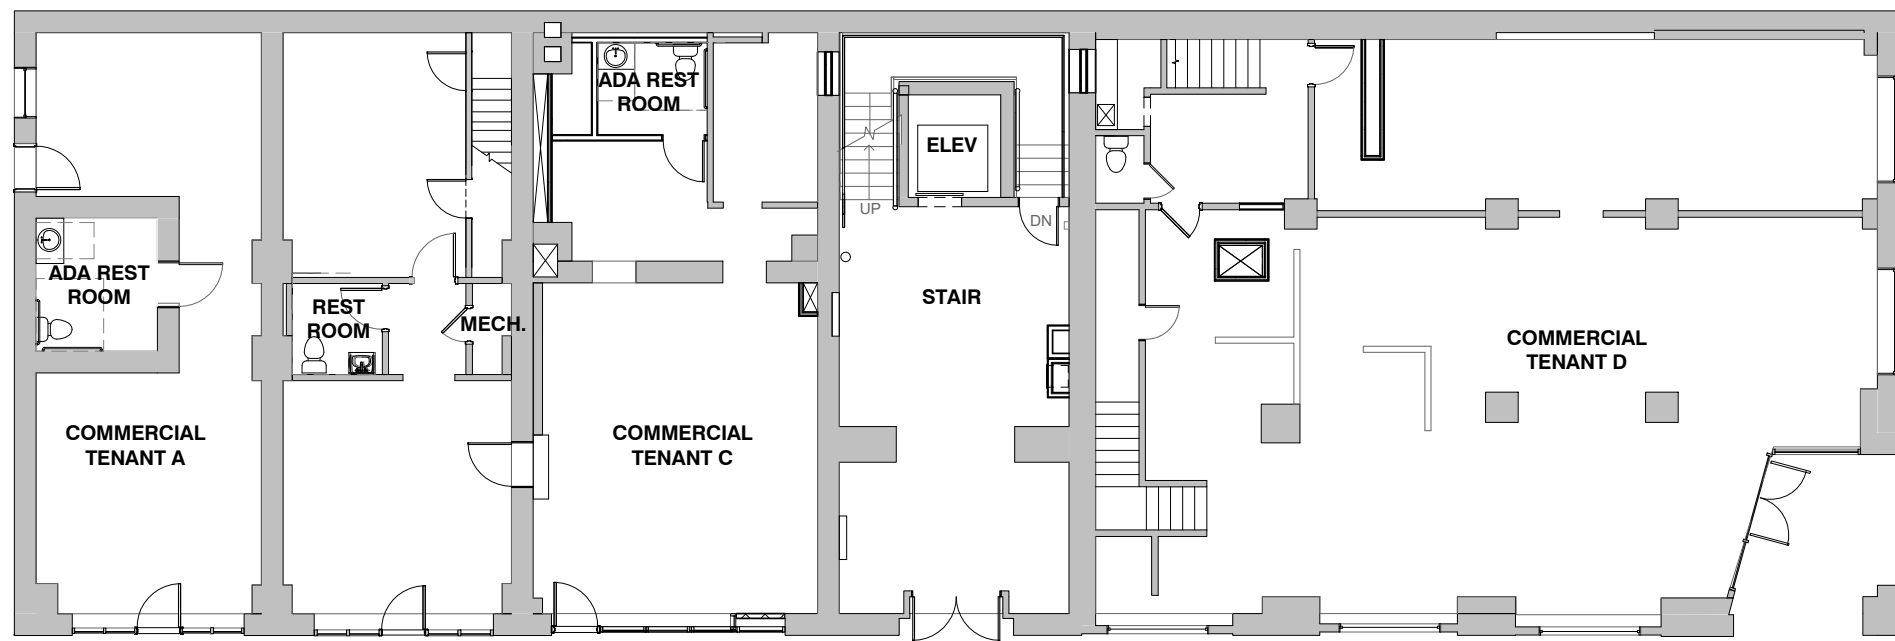 ADA REST
ROOM
ELEV
UP
DN
ADA REST
ROOM
REST
ROOM
MECH.
STAIR
COMMERCIAL
TENANT D
COMMERCIAL
TENANT A
COMMERCIAL
TENANT C